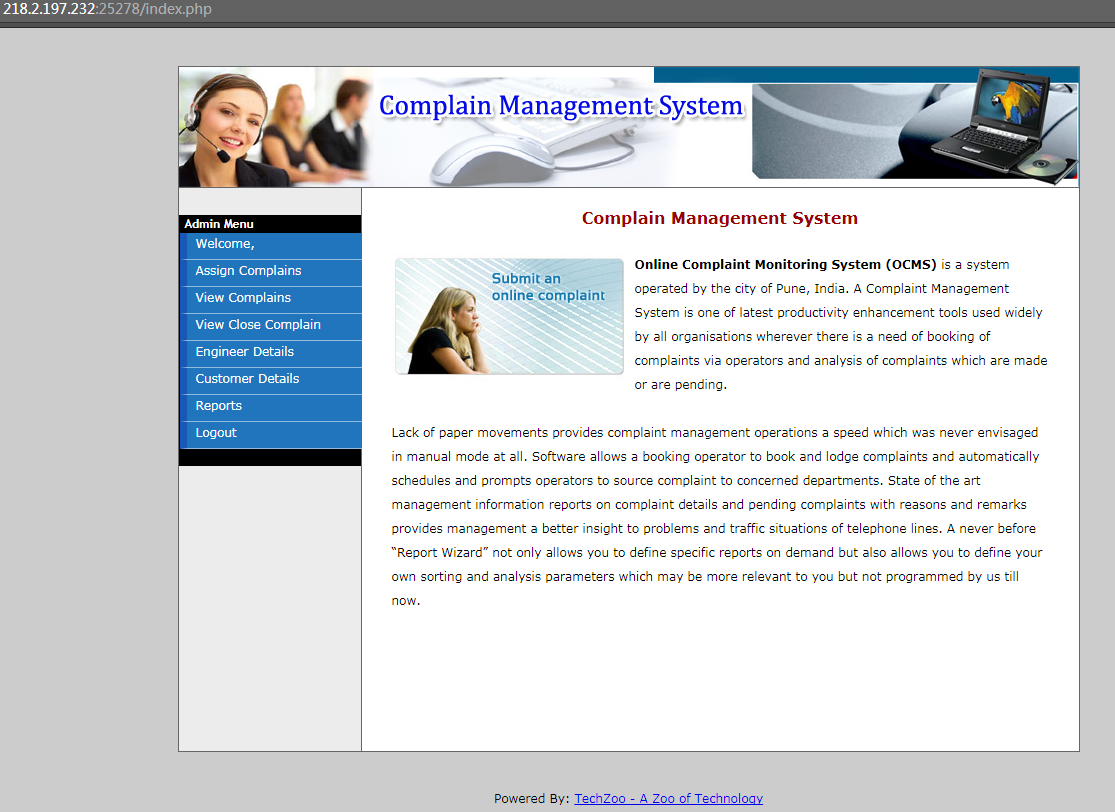 218.2.197.232:25278/index.php
Complain Management System
Admin Menu
Welcome,
Assign Complains
View Complains
View Close Complain
Engineer Details
Customer Details
Reports
Logout
Complain Management System
Submit an
online complaint
Online Complaint Monitoring System (OCMS) is a system
operated by the city of Pune, India. A Complaint Management
System is one of latest productivity enhancement tools used widely
by all organisations wherever there is a need of booking of
complaints via operators and analysis of complaints which are made
or are pending.
Lack of paper movements provides complaint management operations a speed which was never envisaged
in manual mode at all. Software allows a booking operator to book and lodge complaints and automatically
schedules and prompts operators to source complaint to concerned departments. State of the art
management information reports on complaint details and pending complaints with reasons and remarks
provides management a better insight to problems and traffic situations of telephone lines. A never before
“Report Wizard” not only allows you to define specific reports on demand but also allows you to define your
own sorting and analysis parameters which may be more relevant to you but not programmed by us till
now.
Powered By: TechZoo - A Zoo of Technology